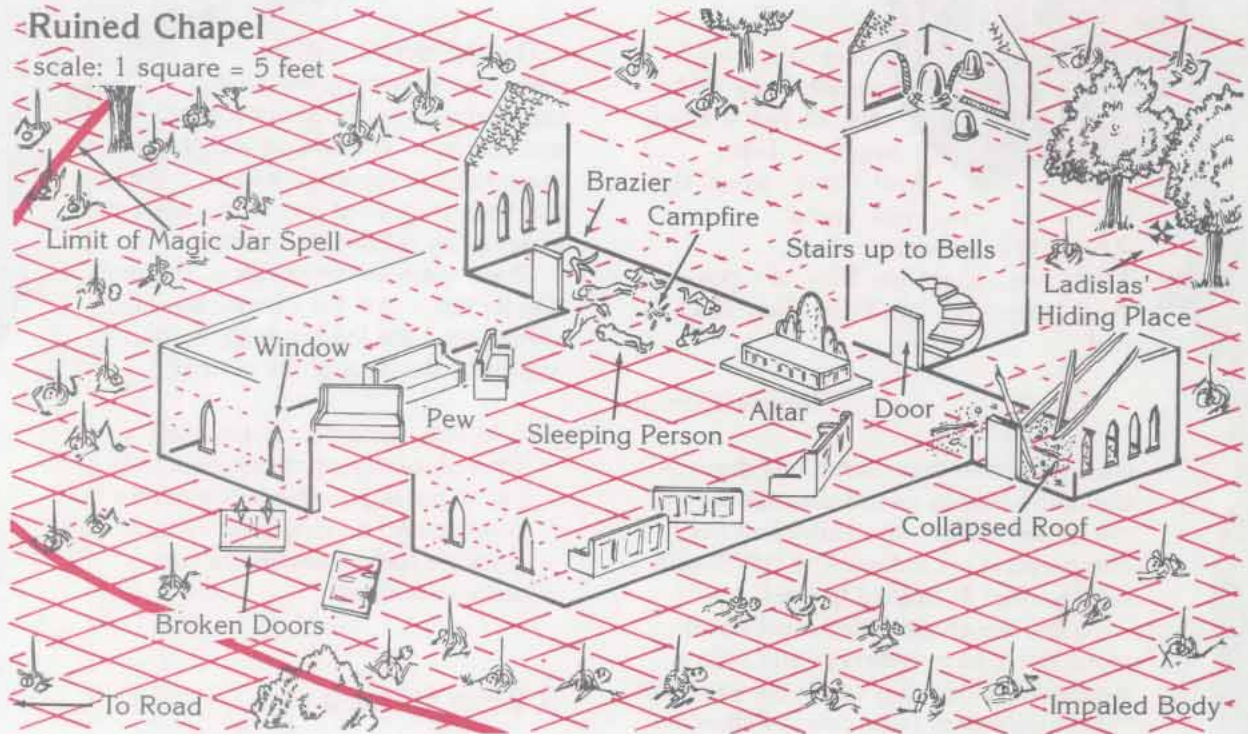 Ruined Chapel
scale: 1 square = 5 feet
Brazier
Campfire
Limit of Magic Jar Spell
Stairs up to Bells
Ladislas'
Hiding Place
Window
Pew
Sleeping Person
Altar
Door
Collapsed Roof
Broken Doors
To Road
Impaled Body